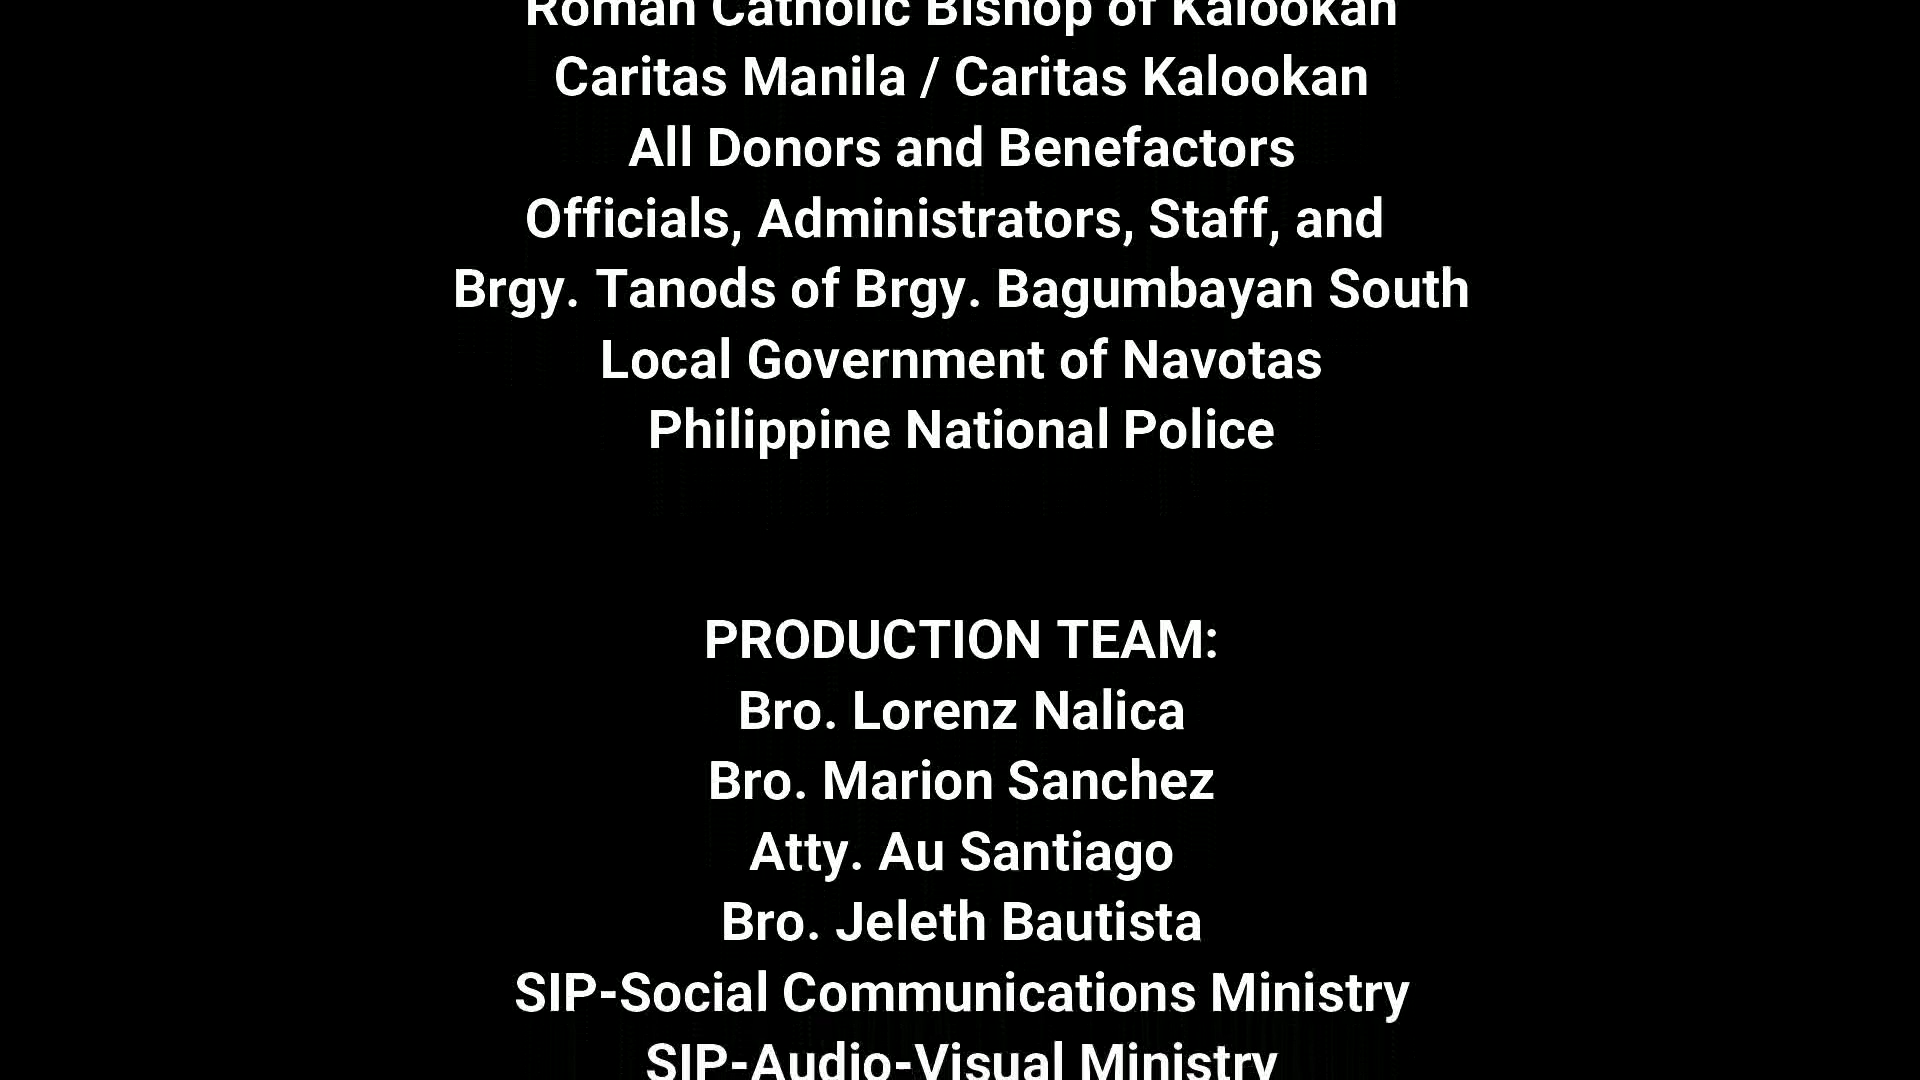 Roman Catholic Bishop of Kalookan
Caritas Manila / Caritas Kalookan
All Donors and Benefactors
Officials, Administrators, Staff, and
Brgy. Tanods of Brgy. Bagumbayan South
Local Government of Navotas
Philippine National Police
PRODUCTION TEAM:
Bro. Lorenz Nalica
Bro. Marion Sanchez
Atty. Au Santiago
Bro. Jeleth Bautista
SIP-Social Communications Ministry
SIP-Audio-Visual Ministry